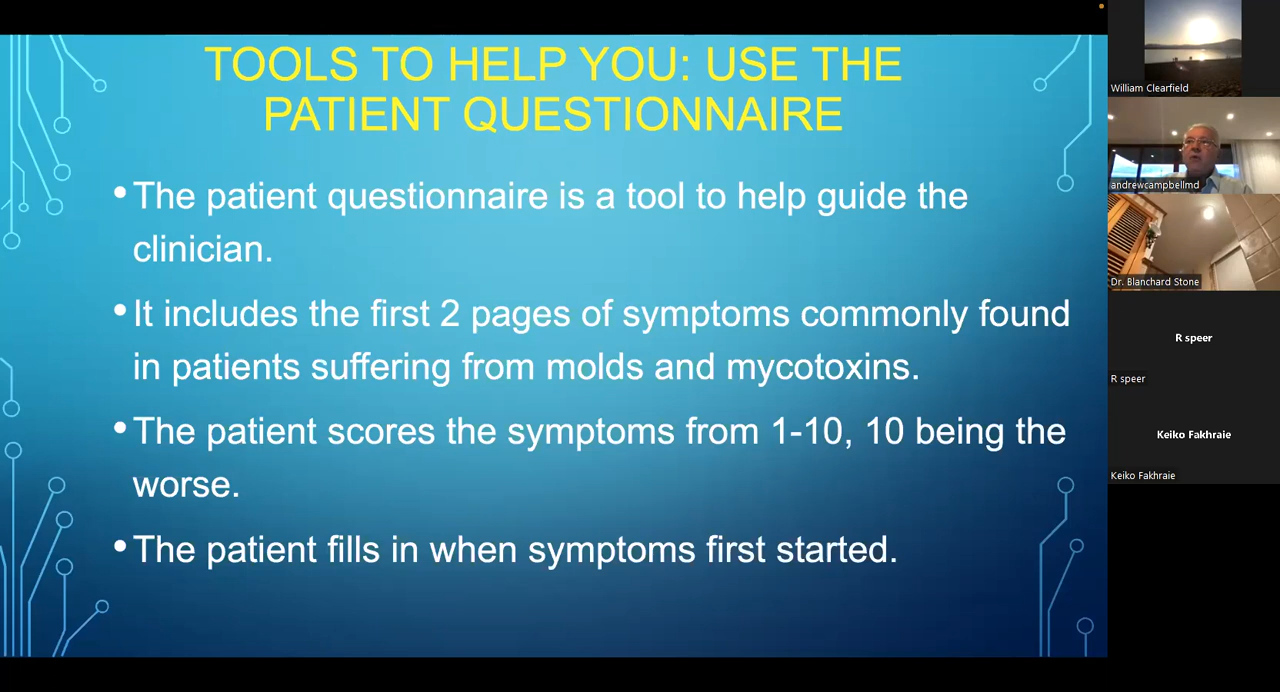 TOOLS TO HELP YOU: USE THE
PATIENT QUESTIONNAIRE
• The patient questionnaire is a tool to help guide the
clinician.
• It includes the first 2 pages of symptoms commonly found
in patients suffering from molds and mycotoxins.
• The patient scores the symptoms from 1-10, 10 being the
worse.
• The patient fills in when symptoms first started.
William Clearfield
andrewcampbellmd
Dr. Blanchard Stone
R speer
R speer
Keiko Fakhraie
Keiko Fakhraie